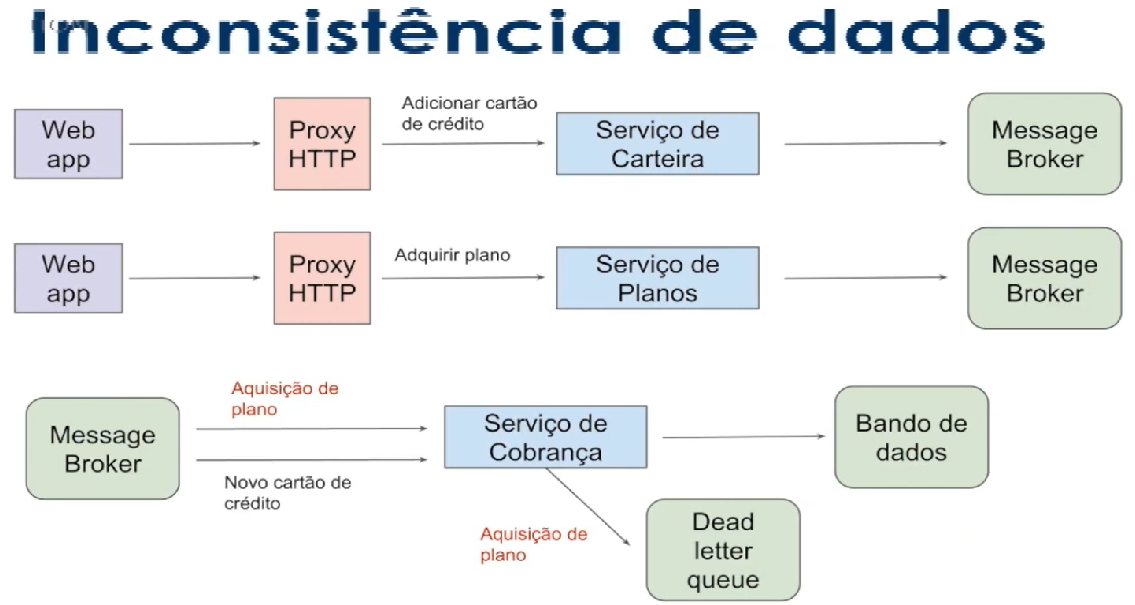 Inconsistência de dados
Web
app
Proxy
HTTP
Adicionar cartão
de crédito
Serviço de
Carteira
Message
Broker
Web
app
Proxy
HTTP
Adquirir plano
Serviço de
Planos
Message
Broker
Message
Broker
Aquisição de
plano
Novo cartão de
crédito
Serviço de
Cobrança
Bando de
dados
Aquisição de
plano
Dead
letter
queue